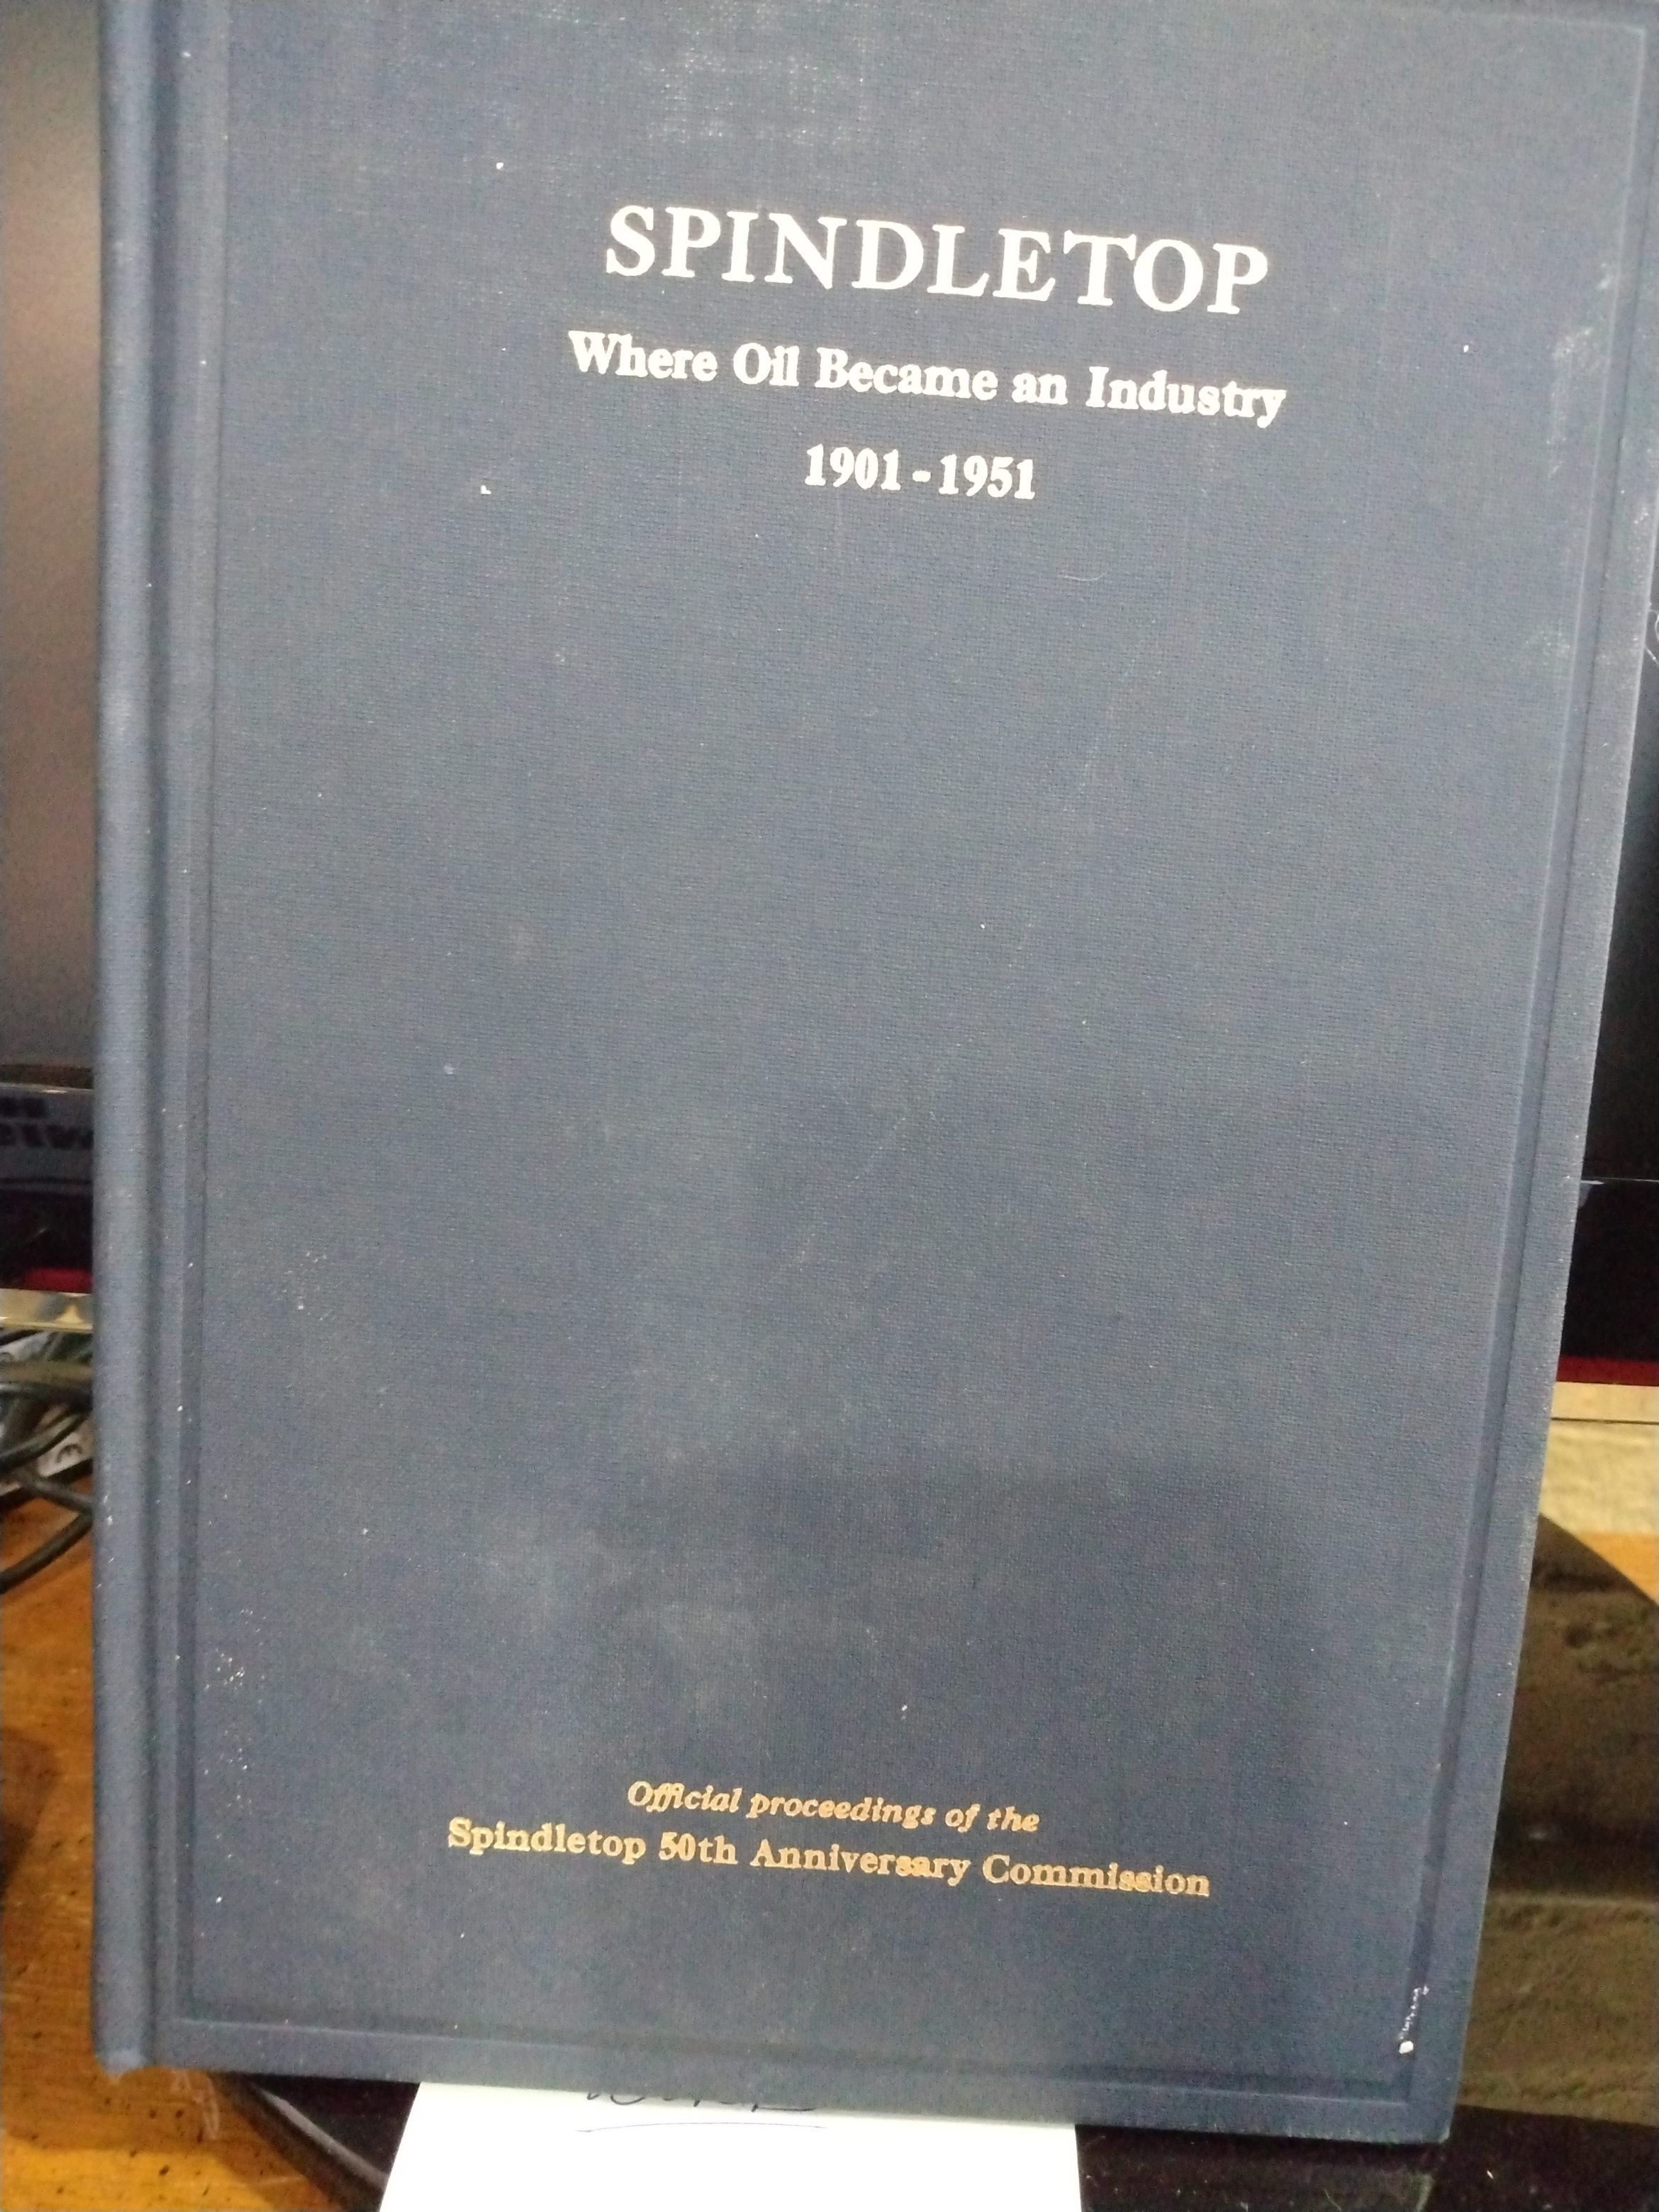 SPINDLETOP
Where Oil Became an Industry
1901-1951
Official proceedings of the
Spindletop 50th Anniversary Commission